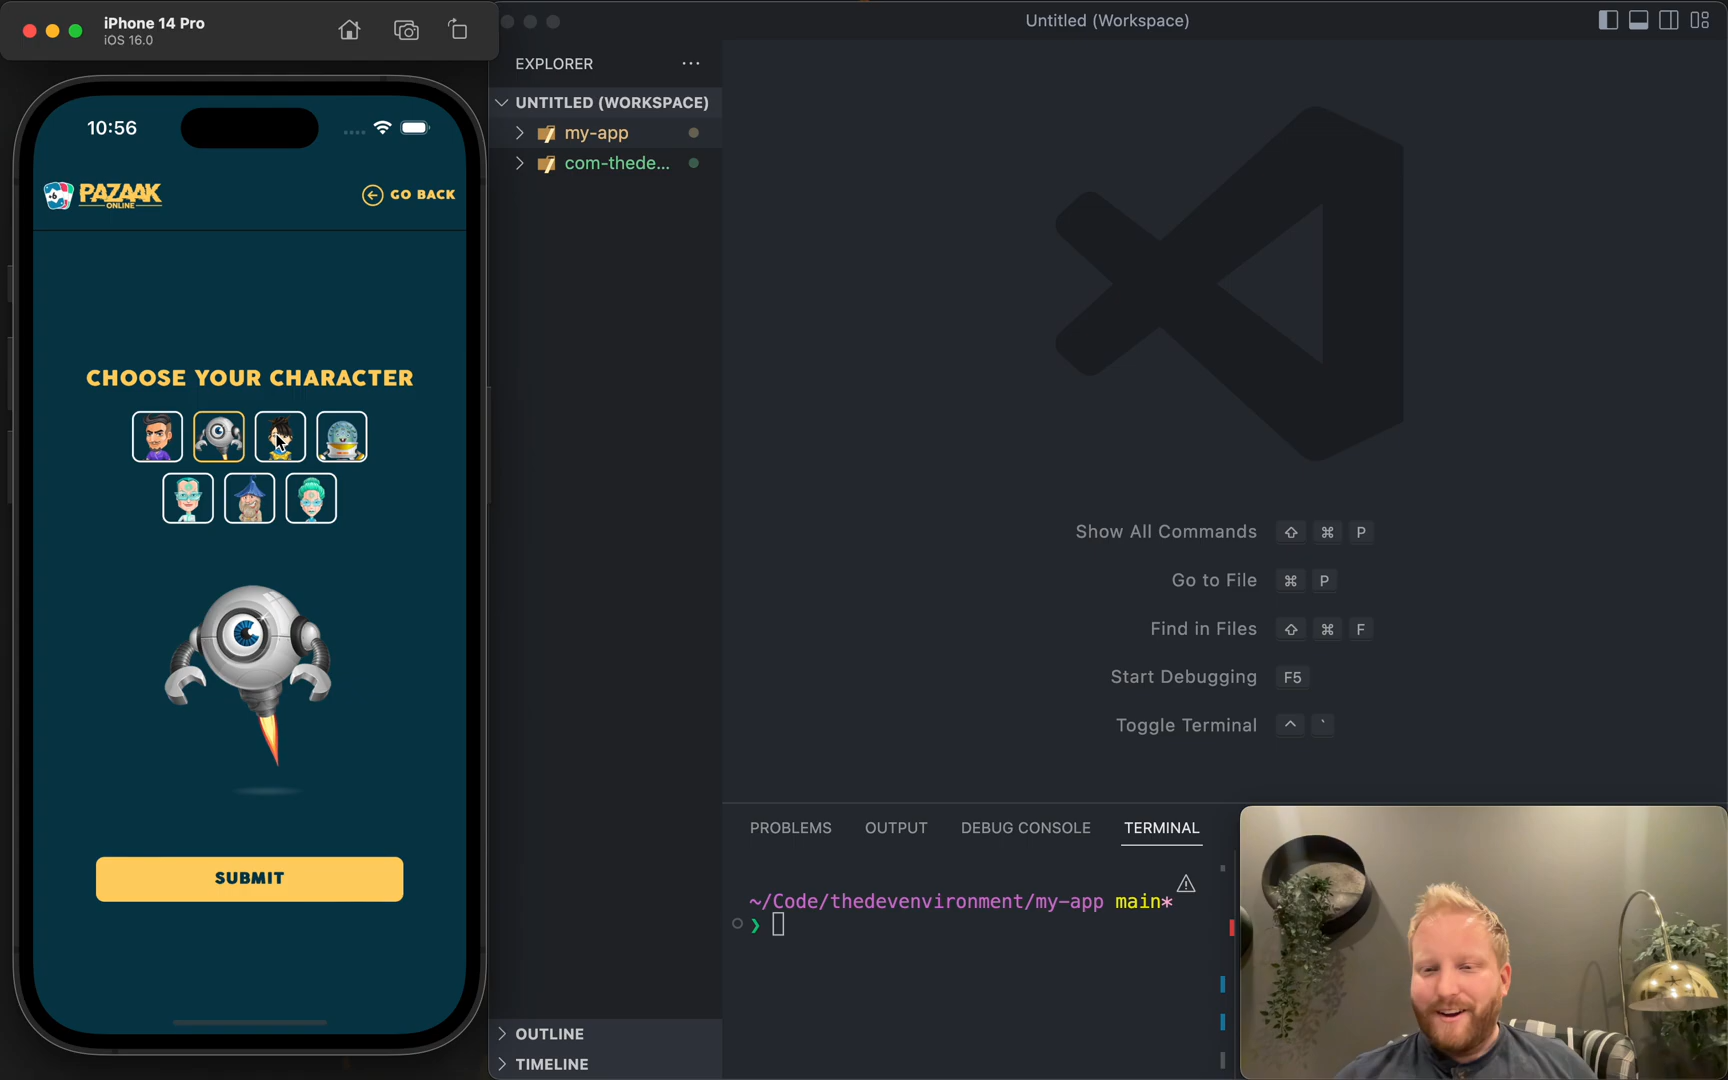 iPhone 14 Pro
iOS 16.0
10:56
+6
PAZAAK
ONLINE
GO BACK
CHOOSE YOUR CHARACTER
SUBMIT
Untitled (Workspace)
EXPLORER
UNTITLED (WORKSPACE)
my-app
com-thede...
OUTLINE
TIMELINE
Show All Commands ⇧ ⌘ P
Go to File ⌘ P
Find in Files ⇧ ⌘ F
Start Debugging F5
Toggle Terminal ^ `
PROBLEMS OUTPUT DEBUG CONSOLE TERMINAL
~/Code/thedevenvironment/my-app main*
❯